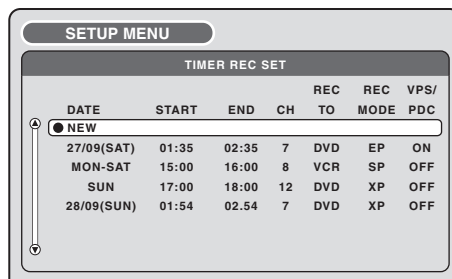 SETUP MENU
TIMER REC SET
REC REC VPS/
DATE START END CH TO MODE PDC
NEW
27/09(SAT) 01:35 02:35 7 DVD EP ON
MON-SAT 15:00 16:00 8 VCR SP OFF
SUN 17:00 18:00 12 DVD XP OFF
28/09(SUN) 01:54 02.54 7 DVD XP OFF